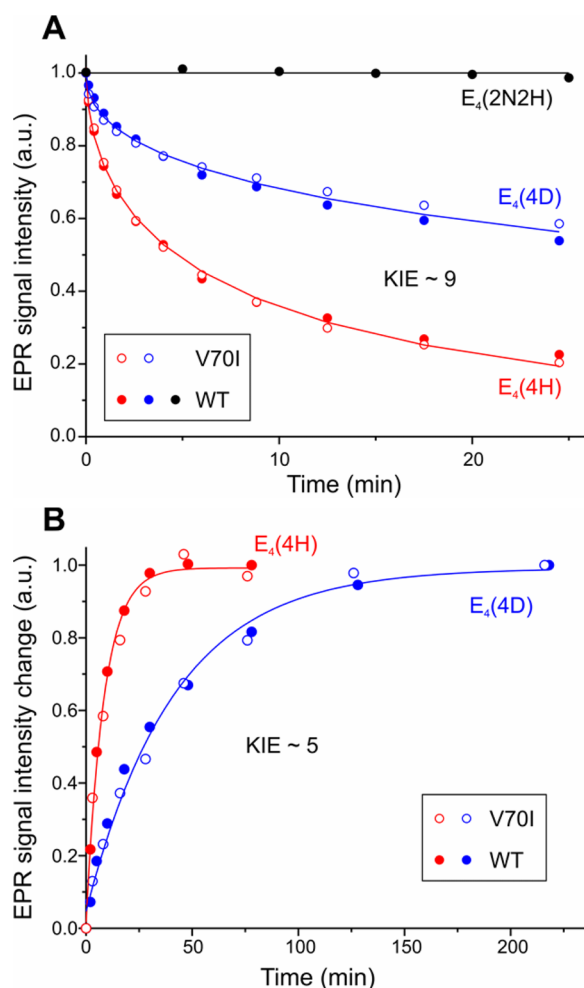 A
EPR signal intensity (a.u.)
1.0
0.8
0.6
0.4
0.2
0.0
E₄(2N2H)
E₄(4D)
KIE ~ 9
E₄(4H)
V70I
WT
0
10
20
Time (min)
B
EPR signal intensity change (a.u.)
1.0
0.8
0.6
0.4
0.2
0.0
E₄(4H)
E₄(4D)
KIE ~ 5
V70I
WT
0
50
100
150
200
Time (min)